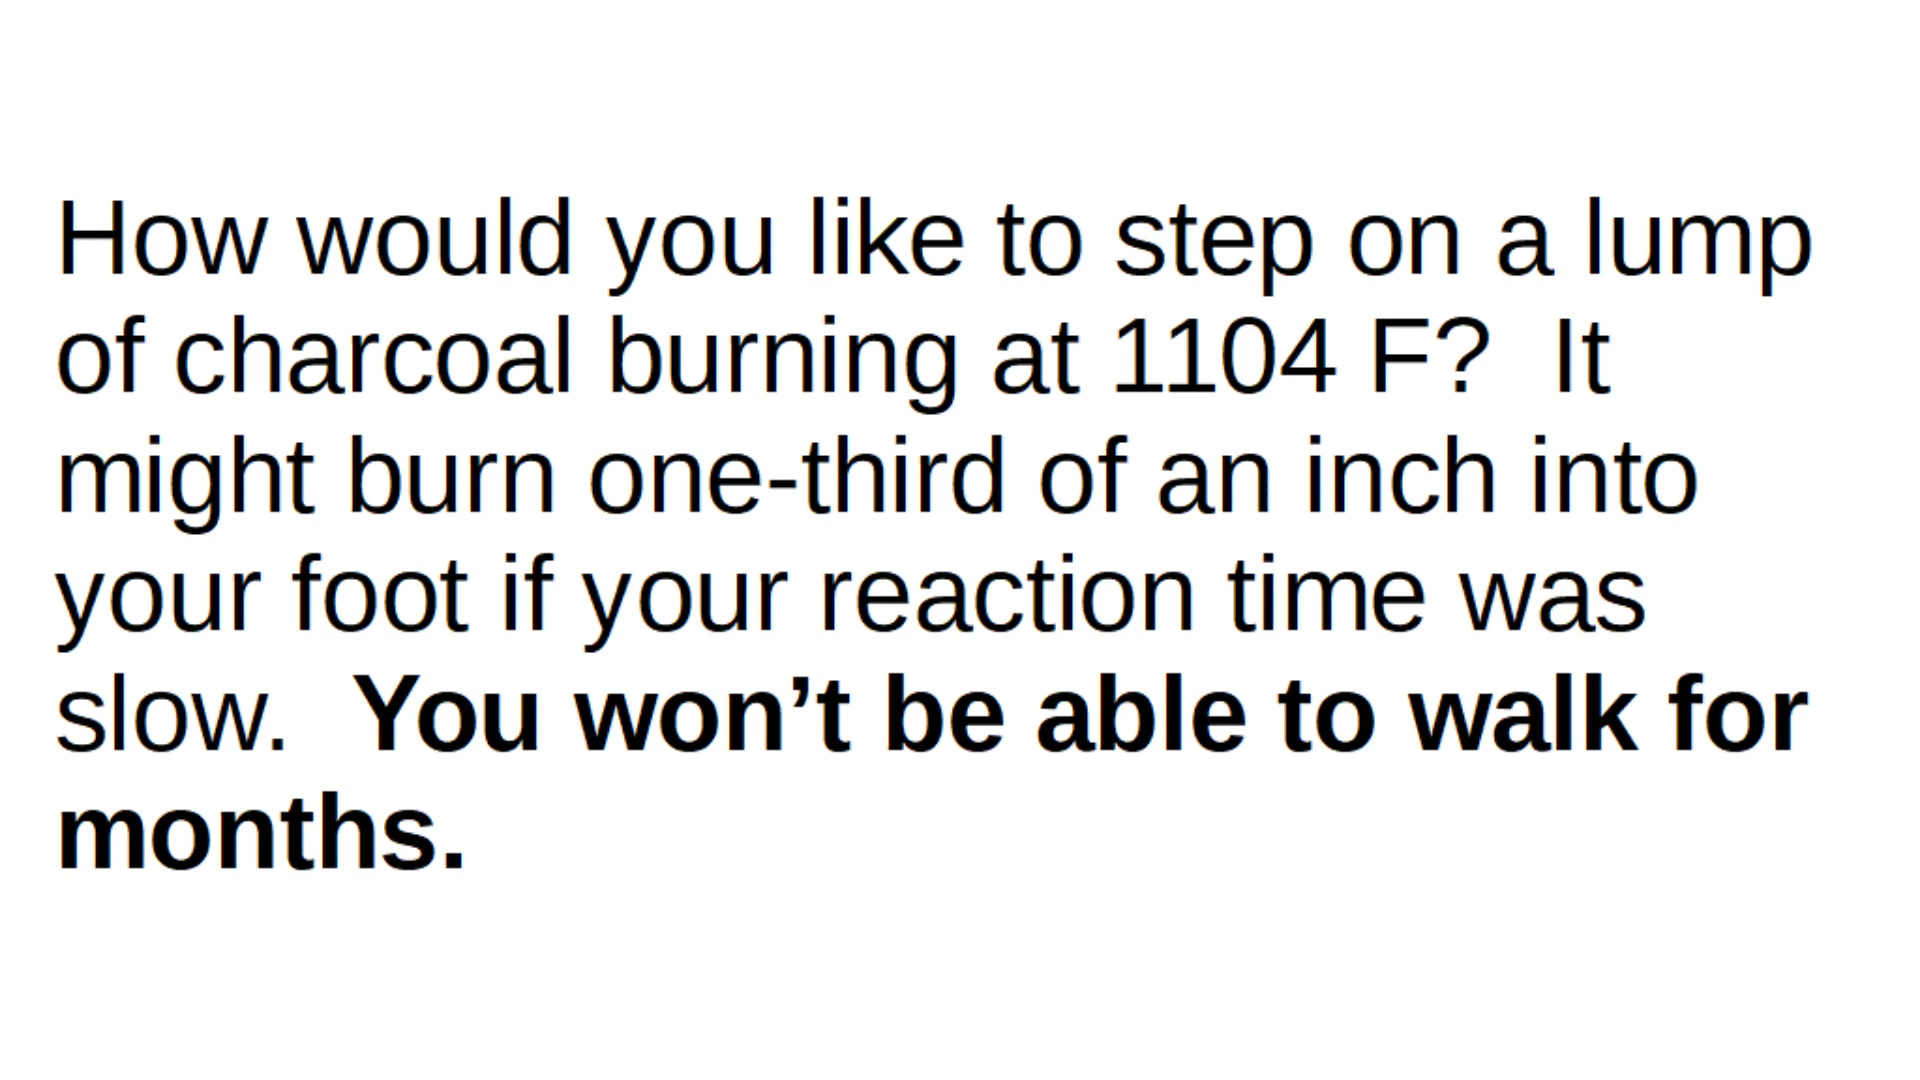 How would you like to step on a lump
of charcoal burning at 1104 F?  It
might burn one-third of an inch into
your foot if your reaction time was
slow.  You won’t be able to walk for
months.